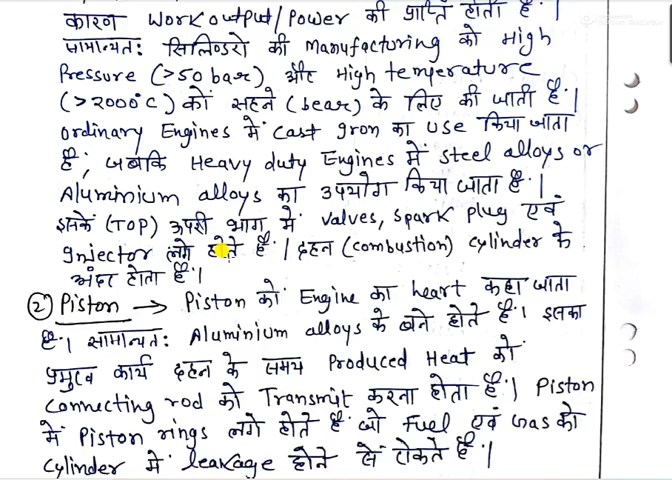 कारण Work output/Power की प्राप्ति होती है।
सामान्यत: सिलिन्डरो की Manufacturing को High
Pressure (>50 bar) और High temperature
(>2000°C) को सहने (bear) के लिए की जाती है।
Ordinary Engines में Cast Iron का use किया जाता
है; जबकि Heavy duty Engines में Steel alloys or
Aluminium alloys का उपयोग किया जाता है।
इसके (TOP) ऊपरी भाग मे valves, spark plug एवं
Injector लगे होते है। दहन (combustion) cylinder के
अंदर होता है।
② Piston → Piston को Engine का heart कहा जाता
है। सामान्यत: Aluminium alloys के बने होते है। इसका
प्रमुख कार्य दहन के समय Produced Heat को
Connecting rod को Transmit करना होता है। Piston
में Piston rings लगे होते है जो Fuel एवं Gas को
Cylinder में leakage होने से रोकते है।